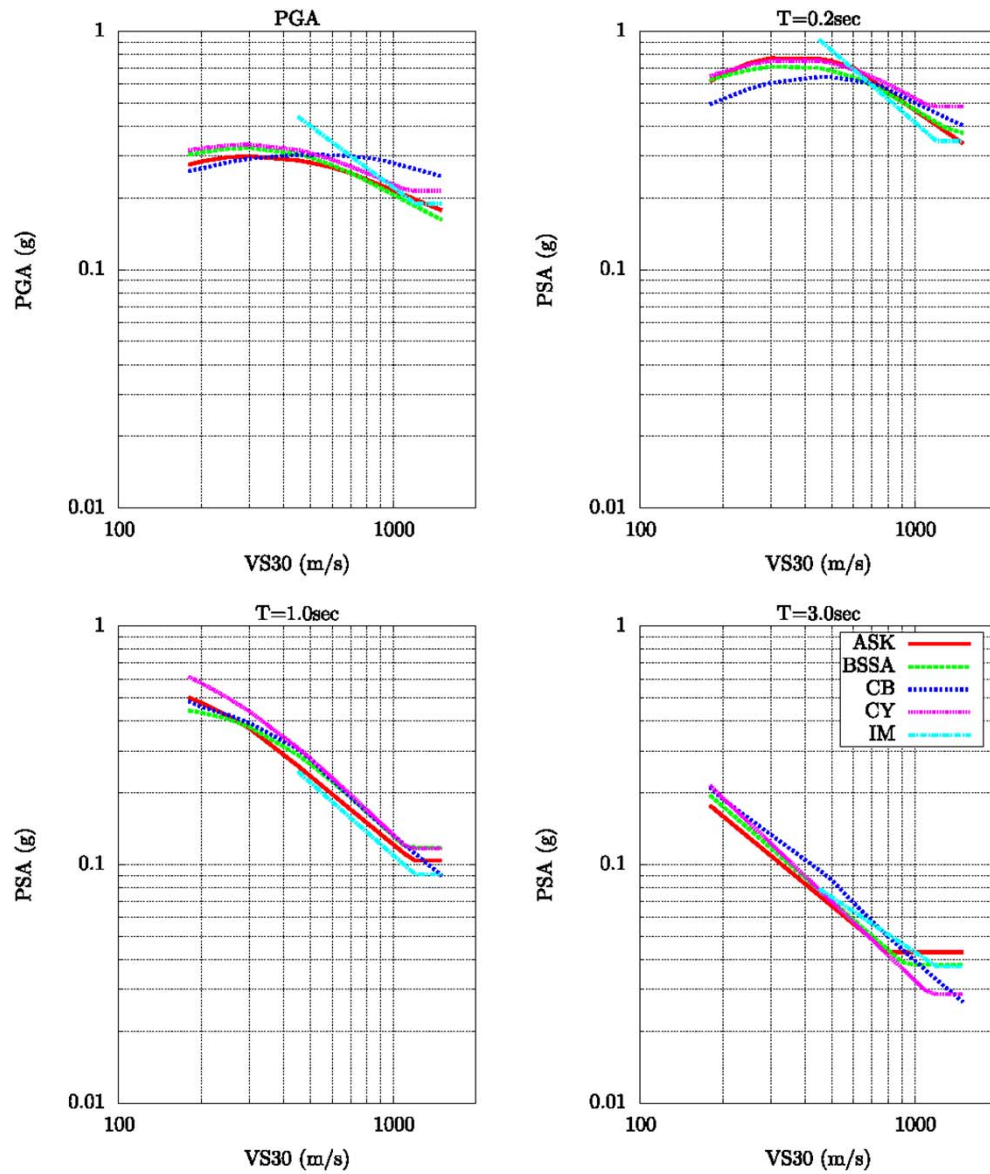 PGA
1
0.1
0.01
PGA (g)
100
1000
VS30 (m/s)
T=0.2sec
1
0.1
0.01
PSA (g)
100
1000
VS30 (m/s)
T=1.0sec
1
0.1
0.01
PSA (g)
100
1000
VS30 (m/s)
T=3.0sec
1
0.1
0.01
PSA (g)
ASK
BSSA
CB
CY
IM
100
1000
VS30 (m/s)